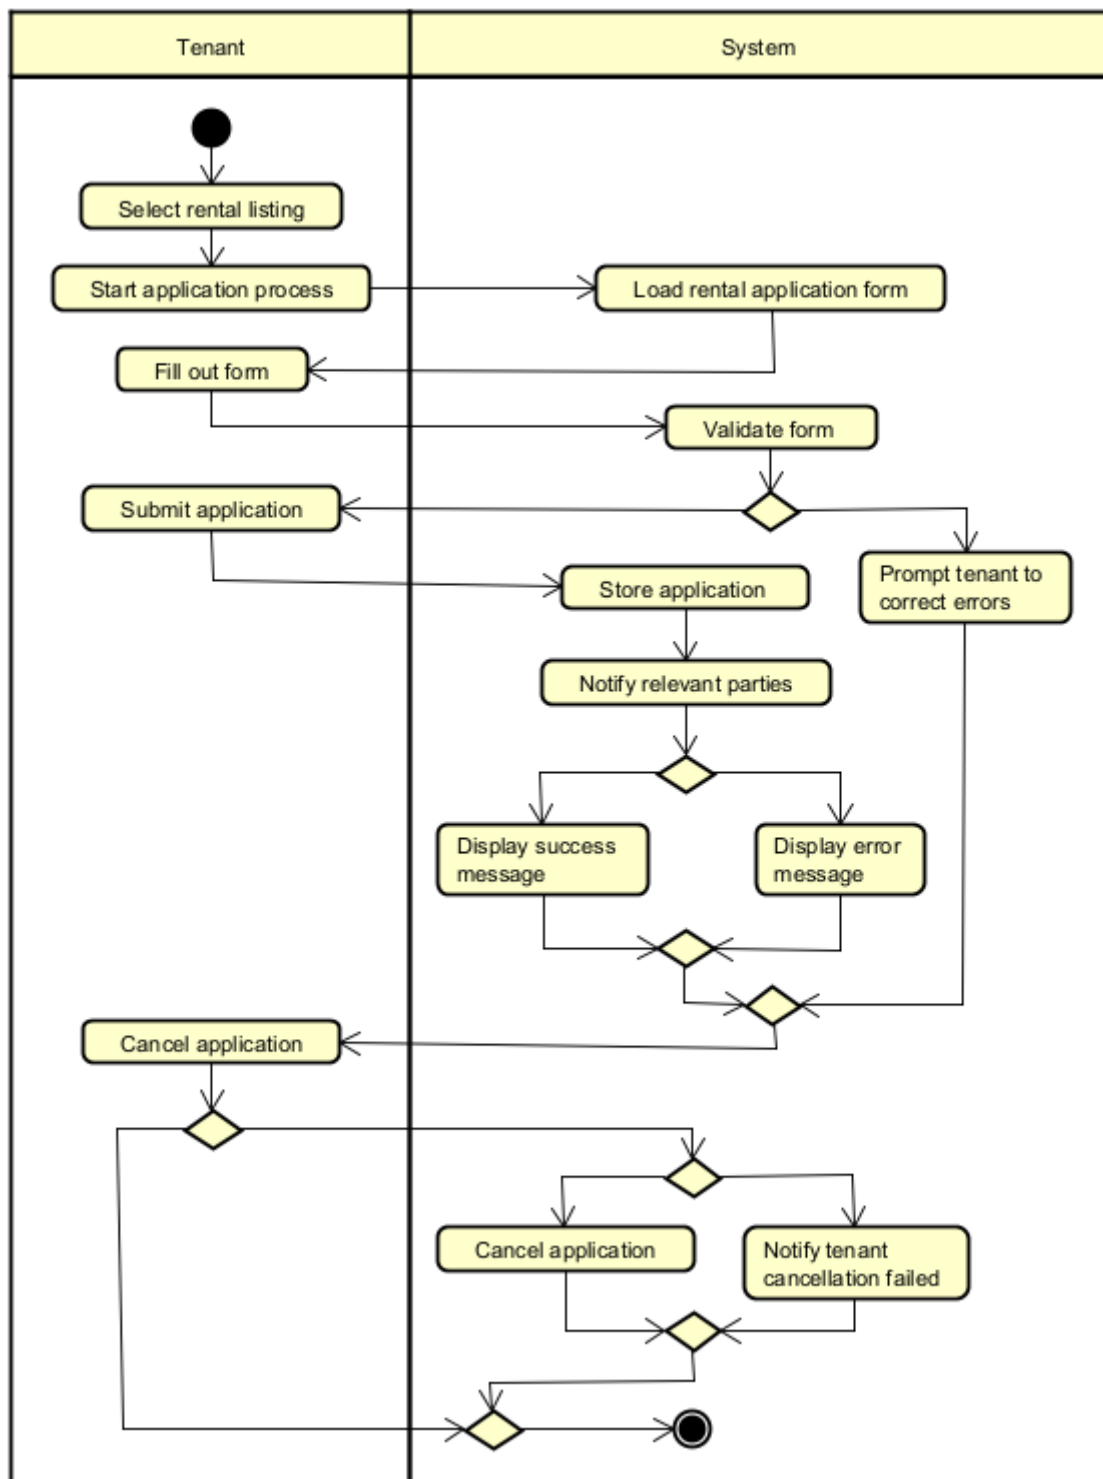 Tenant
System
Select rental listing
Start application process
Load rental application form
Fill out form
Validate form
Submit application
Prompt tenant to
correct errors
Store application
Notify relevant parties
Display success
message
Display error
message
Cancel application
Cancel application
Notify tenant
cancellation failed